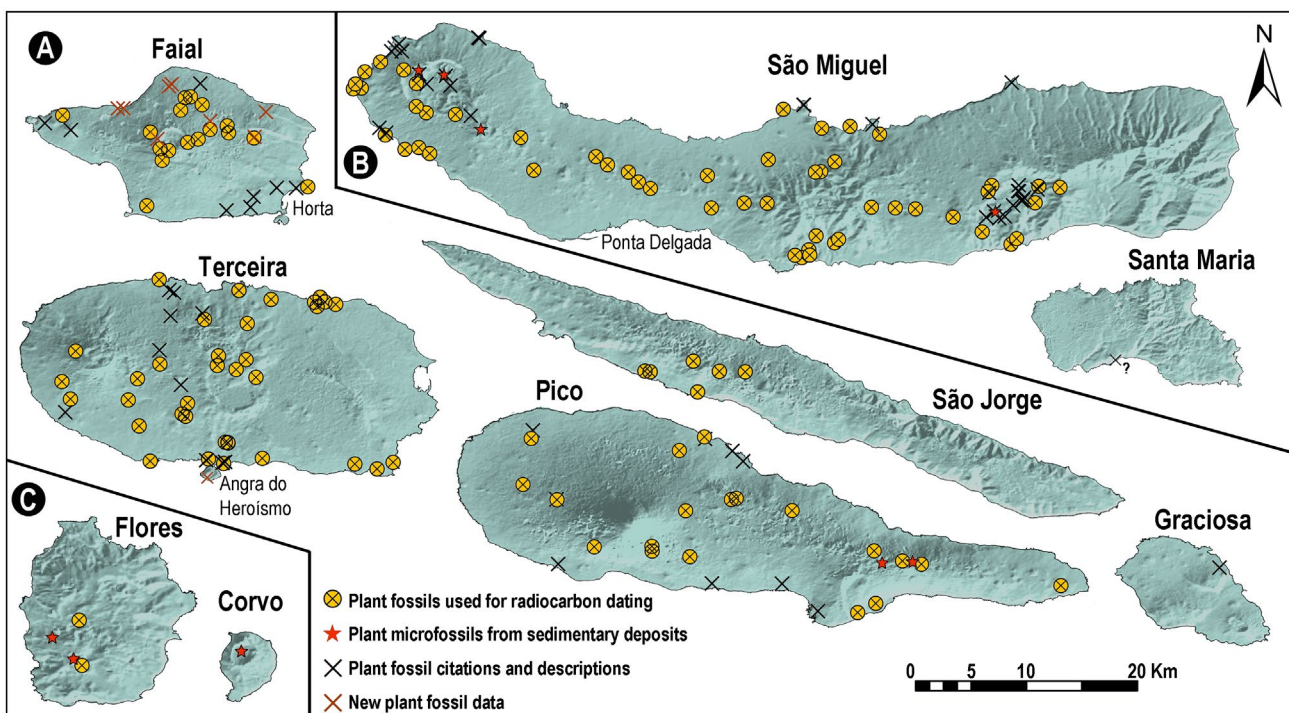 A
Faial
Horta
São Miguel
N
B
Ponta Delgada
Santa Maria
?
Terceira
Angra do
Heroísmo
São Jorge
Pico
Graciosa
C
Flores
Corvo
Plant fossils used for radiocarbon dating
Plant microfossils from sedimentary deposits
Plant fossil citations and descriptions
New plant fossil data
0 5 10 20 Km